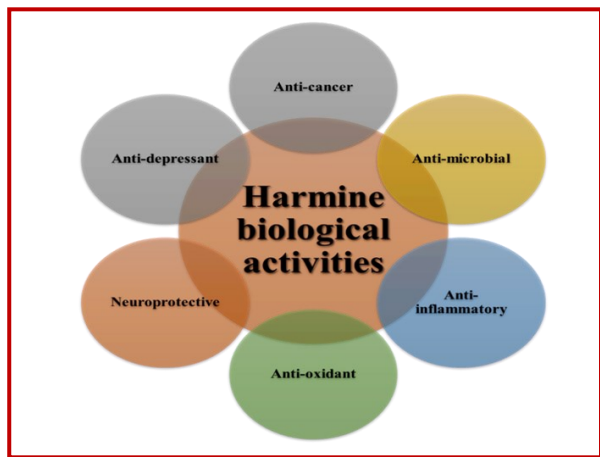 Anti-cancer
Anti-depressant
Anti-microbial
Harmine
biological
activities
Neuroprotective
Anti-
inflammatory
Anti-oxidant